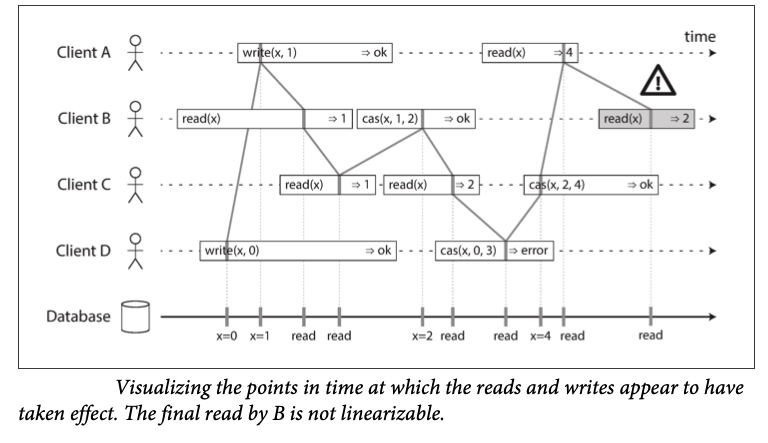 time
Client A write(x, 1) ⇒ ok read(x) ⇒ 4
Client B read(x) ⇒ 1 cas(x, 1, 2) ⇒ ok read(x) ⇒ 2
Client C read(x) ⇒ 1 read(x) ⇒ 2 cas(x, 2, 4) ⇒ ok
Client D write(x, 0) ⇒ ok cas(x, 0, 3) ⇒ error
Database
x=0 x=1 read read x=2 read read x=4 read read
Visualizing the points in time at which the reads and writes appear to have
taken effect. The final read by B is not linearizable.